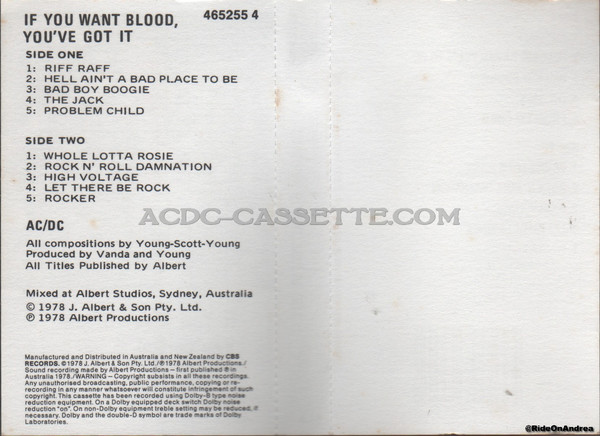 IF YOU WANT BLOOD, 465255 4
YOU'VE GOT IT
SIDE ONE
1: RIFF RAFF
2: HELL AIN'T A BAD PLACE TO BE
3: BAD BOY BOOGIE
4: THE JACK
5: PROBLEM CHILD
SIDE TWO
1: WHOLE LOTTA ROSIE
2: ROCK N' ROLL DAMNATION
3: HIGH VOLTAGE
4: LET THERE BE ROCK
5: ROCKER
AC/DC
ACDC-CASSETTE.COM
All compositions by Young-Scott-Young
Produced by Vanda and Young
All Titles Published by Albert
Mixed at Albert Studios, Sydney, Australia
© 1978 J. Albert & Son Pty. Ltd.
℗ 1978 Albert Productions
Manufactured and Distributed in Australia and New Zealand by CBS
RECORDS. ©1978 J. Albert & Son Pty. Ltd./℗1978 Albert Productions./
Sound recording made by Albert Productions — first published ℗ in
Australia 1978./WARNING — Copyright subsists in all these recordings.
Any unauthorised broadcasting, public performance, copying or re-
recording in any manner whatsoever will constitute infringement of such
copyright. This cassette has been recorded using Dolby-B type noise
reduction equipment. On a Dolby equipped deck switch Dolby noise
reduction "on". On non-Dolby equipment treble setting may be reduced, if
necessary. Dolby and the double-D symbol are trade marks of Dolby
Laboratories.
@RideOnAndrea